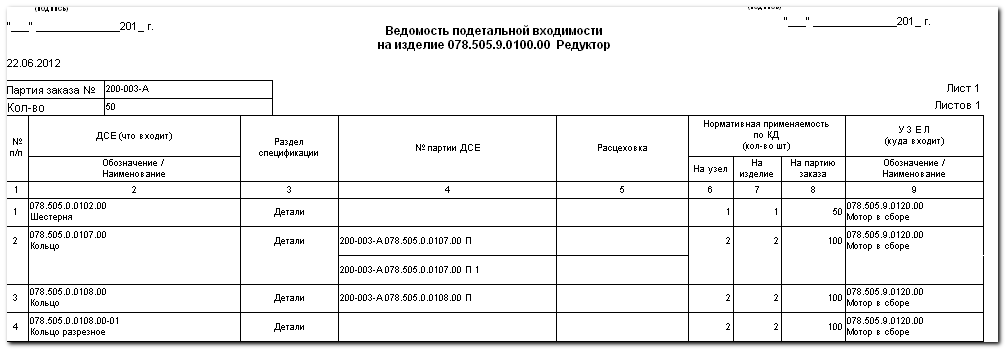 (подпись)
(подпись)
"___" ________________201_ г.
"___" ________________201_ г.
Ведомость подетальной входимости
на изделие 078.505.9.0100.00 Редуктор
22.06.2012
Партия заказа № 200-003-А
Лист 1
Кол-во 50
Листов 1
№ п/п
ДСЕ (что входит)
Обозначение /
Наименование
Раздел
спецификации
№ партии ДСЕ
Расцеховка
Нормативная применяемость
по КД
(кол-во шт)
На узел
На
изделие
На партию
заказа
У З Е Л
(куда входит)
Обозначение /
Наименование
1 2 3 4 5 6 7 8 9
1 078.505.0.0102.00 Детали 1 1 50 078.505.9.0120.00
Шестерня Мотор в сборе
2 078.505.0.0107.00 Детали 200-003-А 078.505.0.0107.00 П 2 2 100 078.505.9.0120.00
Кольцо Мотор в сборе
200-003-А 078.505.0.0107.00 П 1
3 078.505.0.0108.00 Детали 200-003-А 078.505.0.0108.00 П 2 2 100 078.505.9.0120.00
Кольцо Мотор в сборе
4 078.505.0.0108.00-01 Детали 2 2 100 078.505.9.0120.00
Кольцо разрезное Мотор в сборе